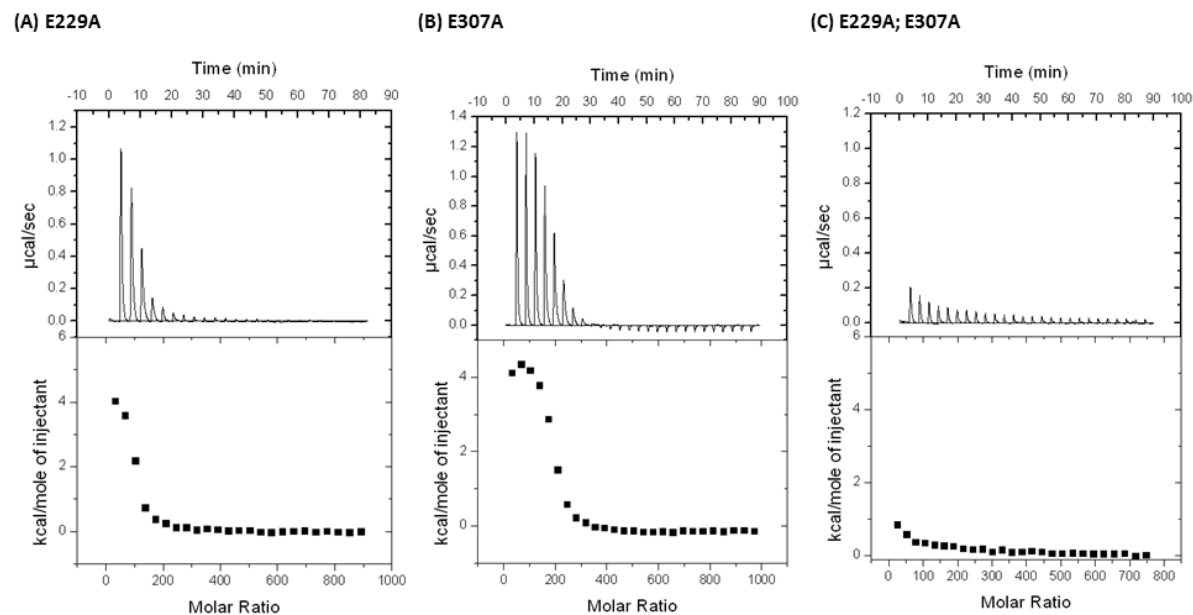 (A) E229A
(B) E307A
(C) E229A; E307A
Time (min)
-10 0 10 20 30 40 50 60 70 80 90
1.2
1.0
0.8
0.6
0.4
0.2
0.0
µcal/sec
6
4
2
0
kcal/mole of injectant
0 200 400 600 800 1000
Molar Ratio
Time (min)
-10 0 10 20 30 40 50 60 70 80 90 100
1.4
1.2
1.0
0.8
0.6
0.4
0.2
0.0
µcal/sec
4
2
0
kcal/mole of injectant
0 200 400 600 800 1000
Molar Ratio
Time (min)
-10 0 10 20 30 40 50 60 70 80 90 100
1.2
1.0
0.8
0.6
0.4
0.2
0.0
µcal/sec
4
2
0
kcal/mole of injectant
0 100 200 300 400 500 600 700 800
Molar Ratio